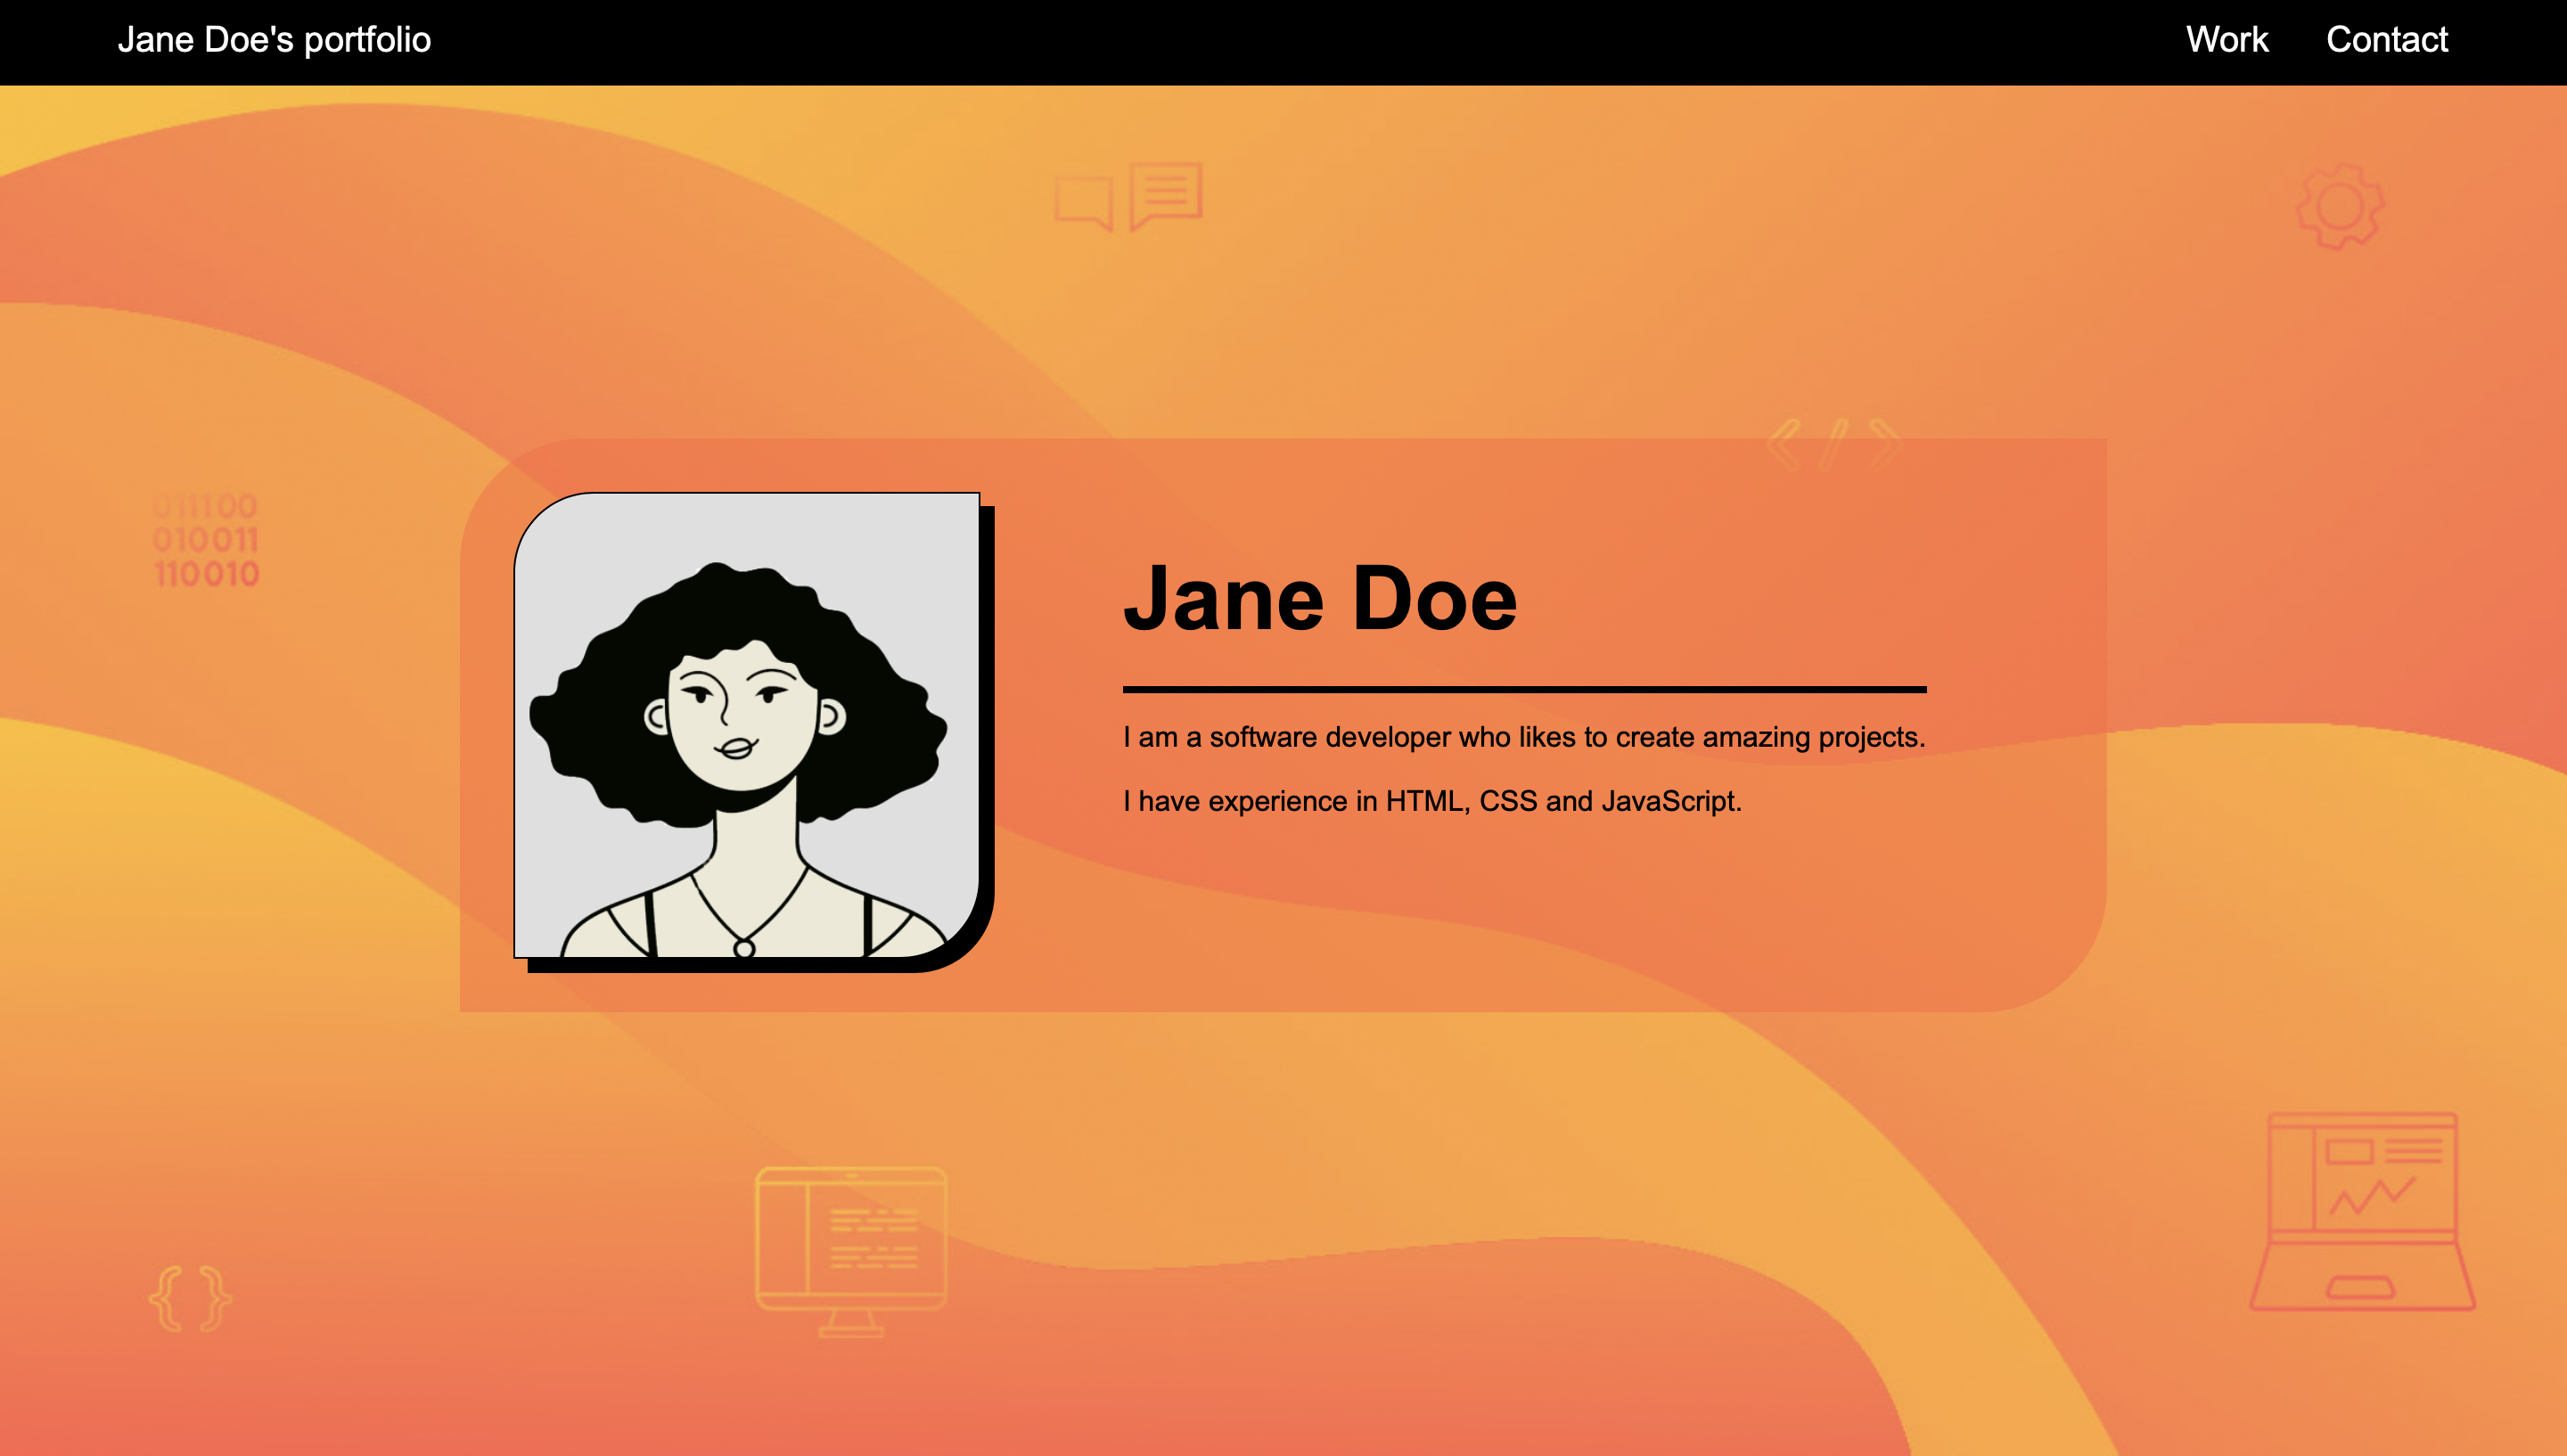 Jane Doe's portfolio
Work
Contact
011100
010011
110010
Jane Doe
I am a software developer who likes to create amazing projects.
I have experience in HTML, CSS and JavaScript.